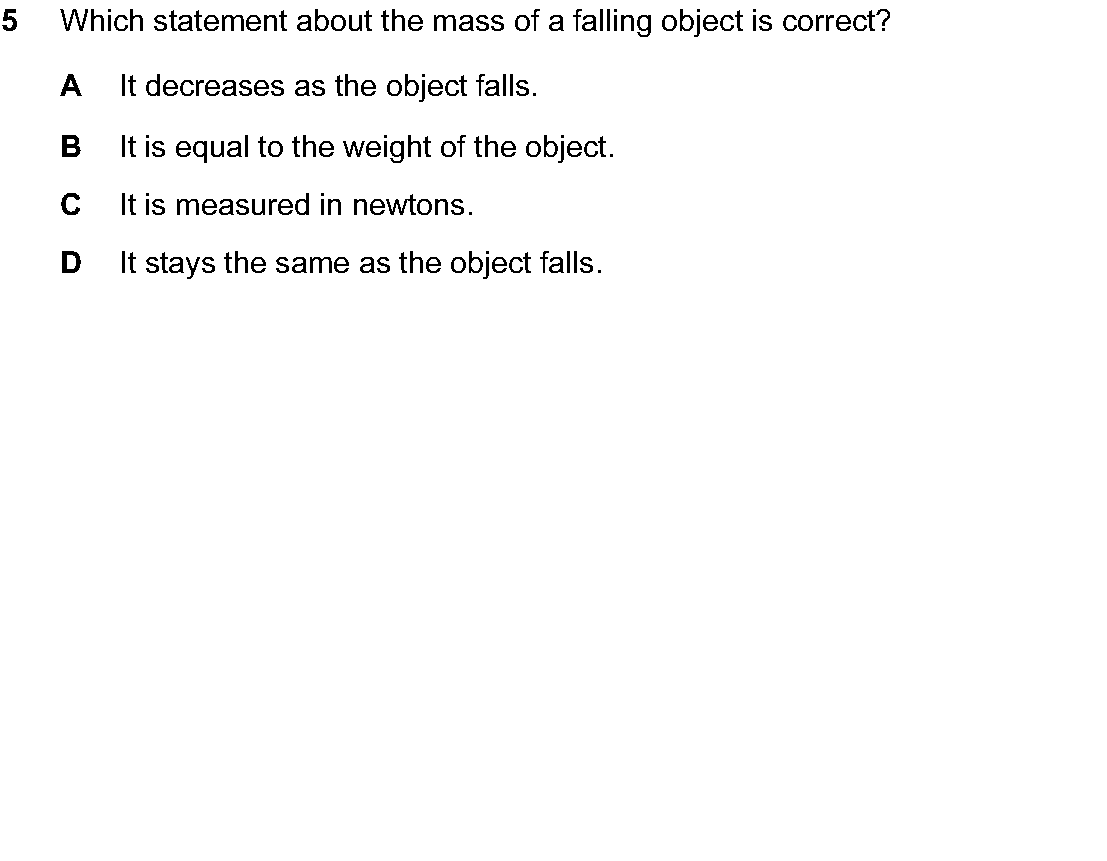 5 Which statement about the mass of a falling object is correct?
A It decreases as the object falls.
B It is equal to the weight of the object.
C It is measured in newtons.
D It stays the same as the object falls.